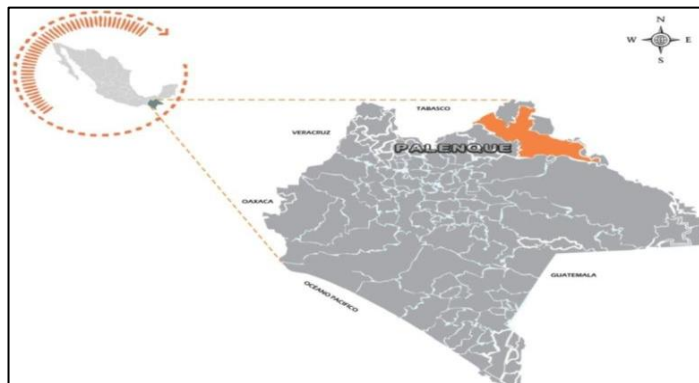 N
W E
S
TABASCO
VERACRUZ
PALENQUE
OAXACA
GUATEMALA
OCEANO PACIFICO